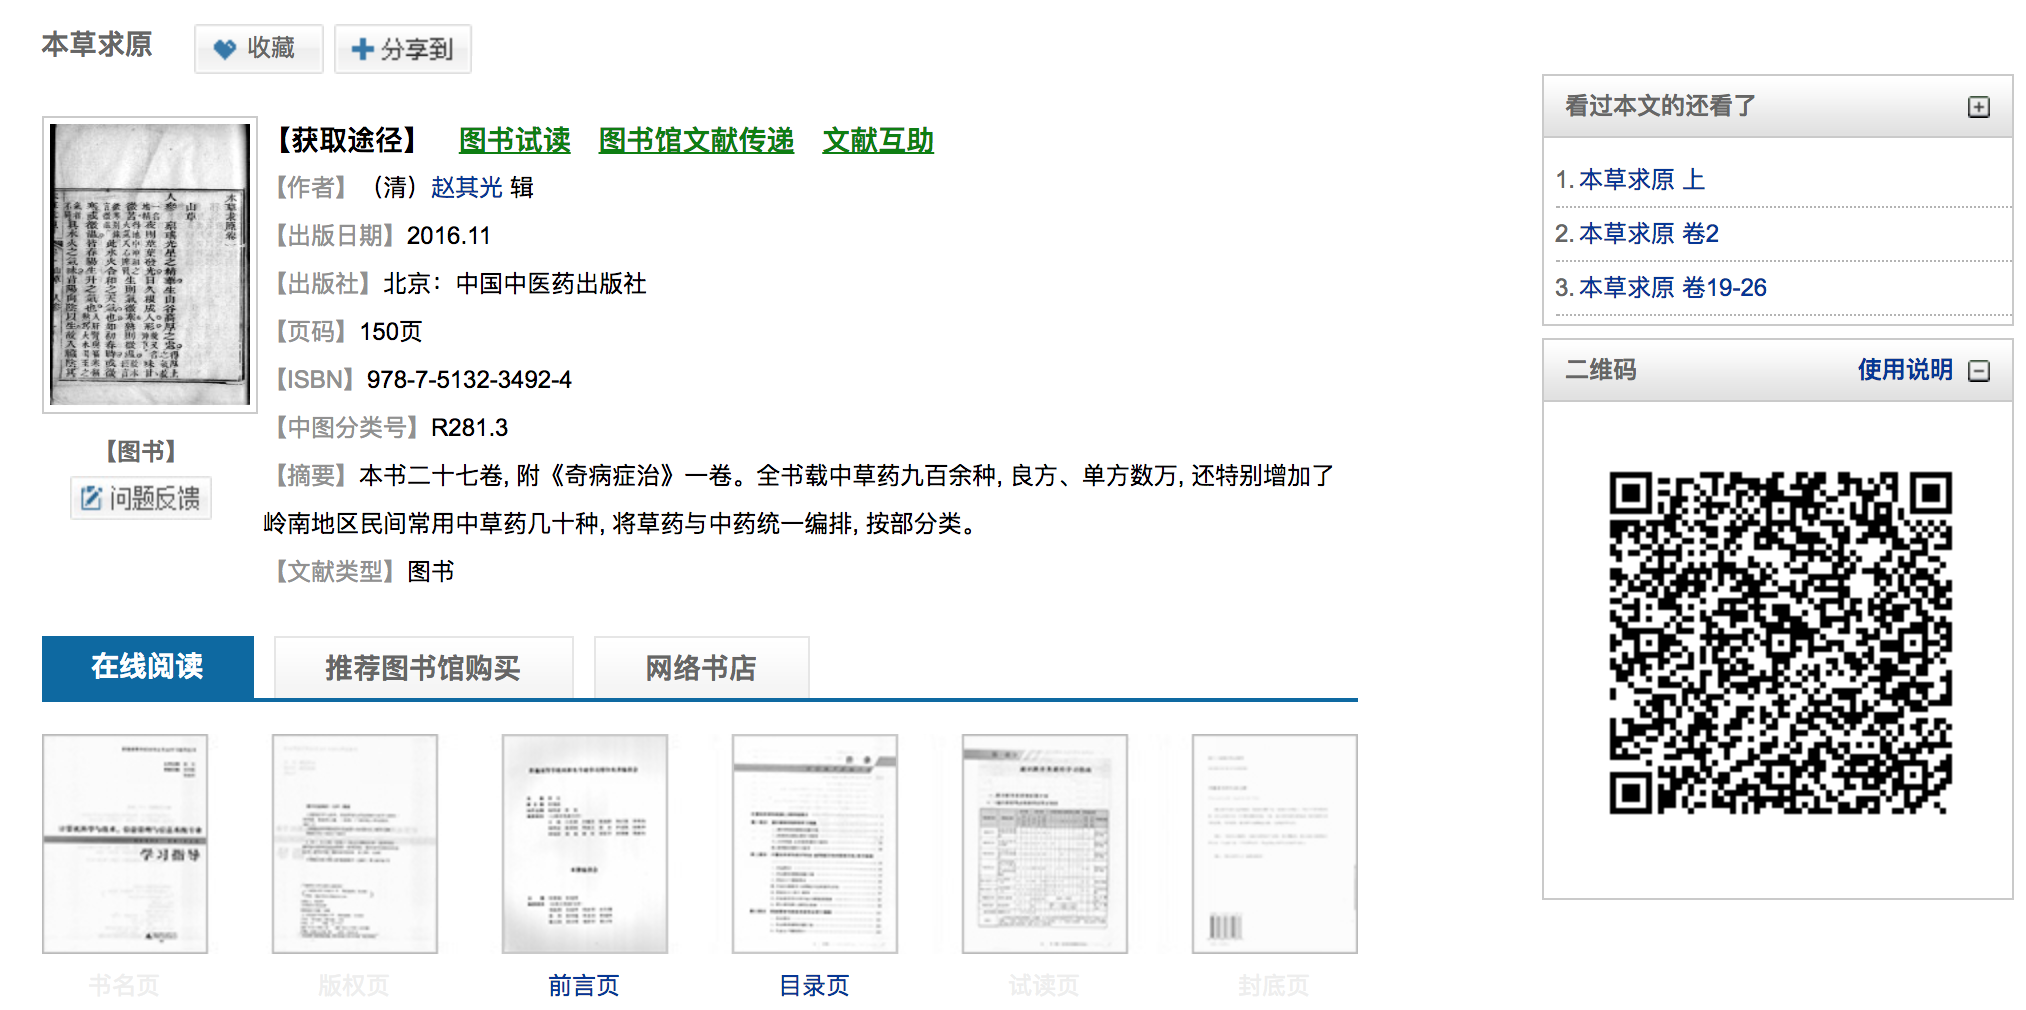 本草求原
收藏
分享到
【获取途径】 图书试读 图书馆文献传递 文献互助
【作者】 （清）赵其光 辑
【出版日期】2016.11
【出版社】北京：中国中医药出版社
【页码】150页
【ISBN】978-7-5132-3492-4
【中图分类号】R281.3
【摘要】本书二十七卷, 附《奇病症治》一卷。全书载中草药九百余种, 良方、单方数万, 还特别增加了
岭南地区民间常用中草药几十种, 将草药与中药统一编排, 按部分类。
【文献类型】图书
【图书】
问题反馈
看过本文的还看了
1. 本草求原 上
2. 本草求原 卷2
3. 本草求原 卷19-26
二维码 使用说明
在线阅读 推荐图书馆购买 网络书店
学习指导
书名页 版权页 前言页 目录页 试读页 封底页